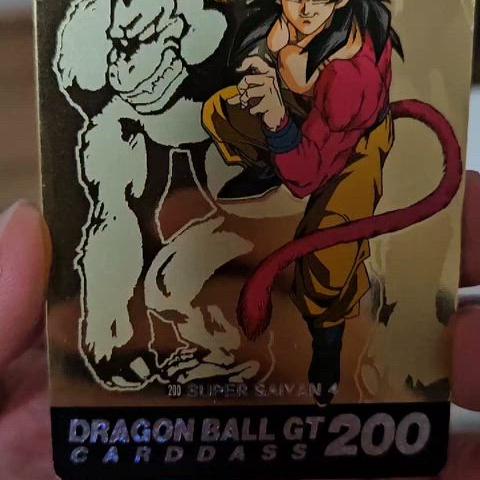 200 SUPER SAIYAN 4
DRAGON BALL GT 200
CARDDASS